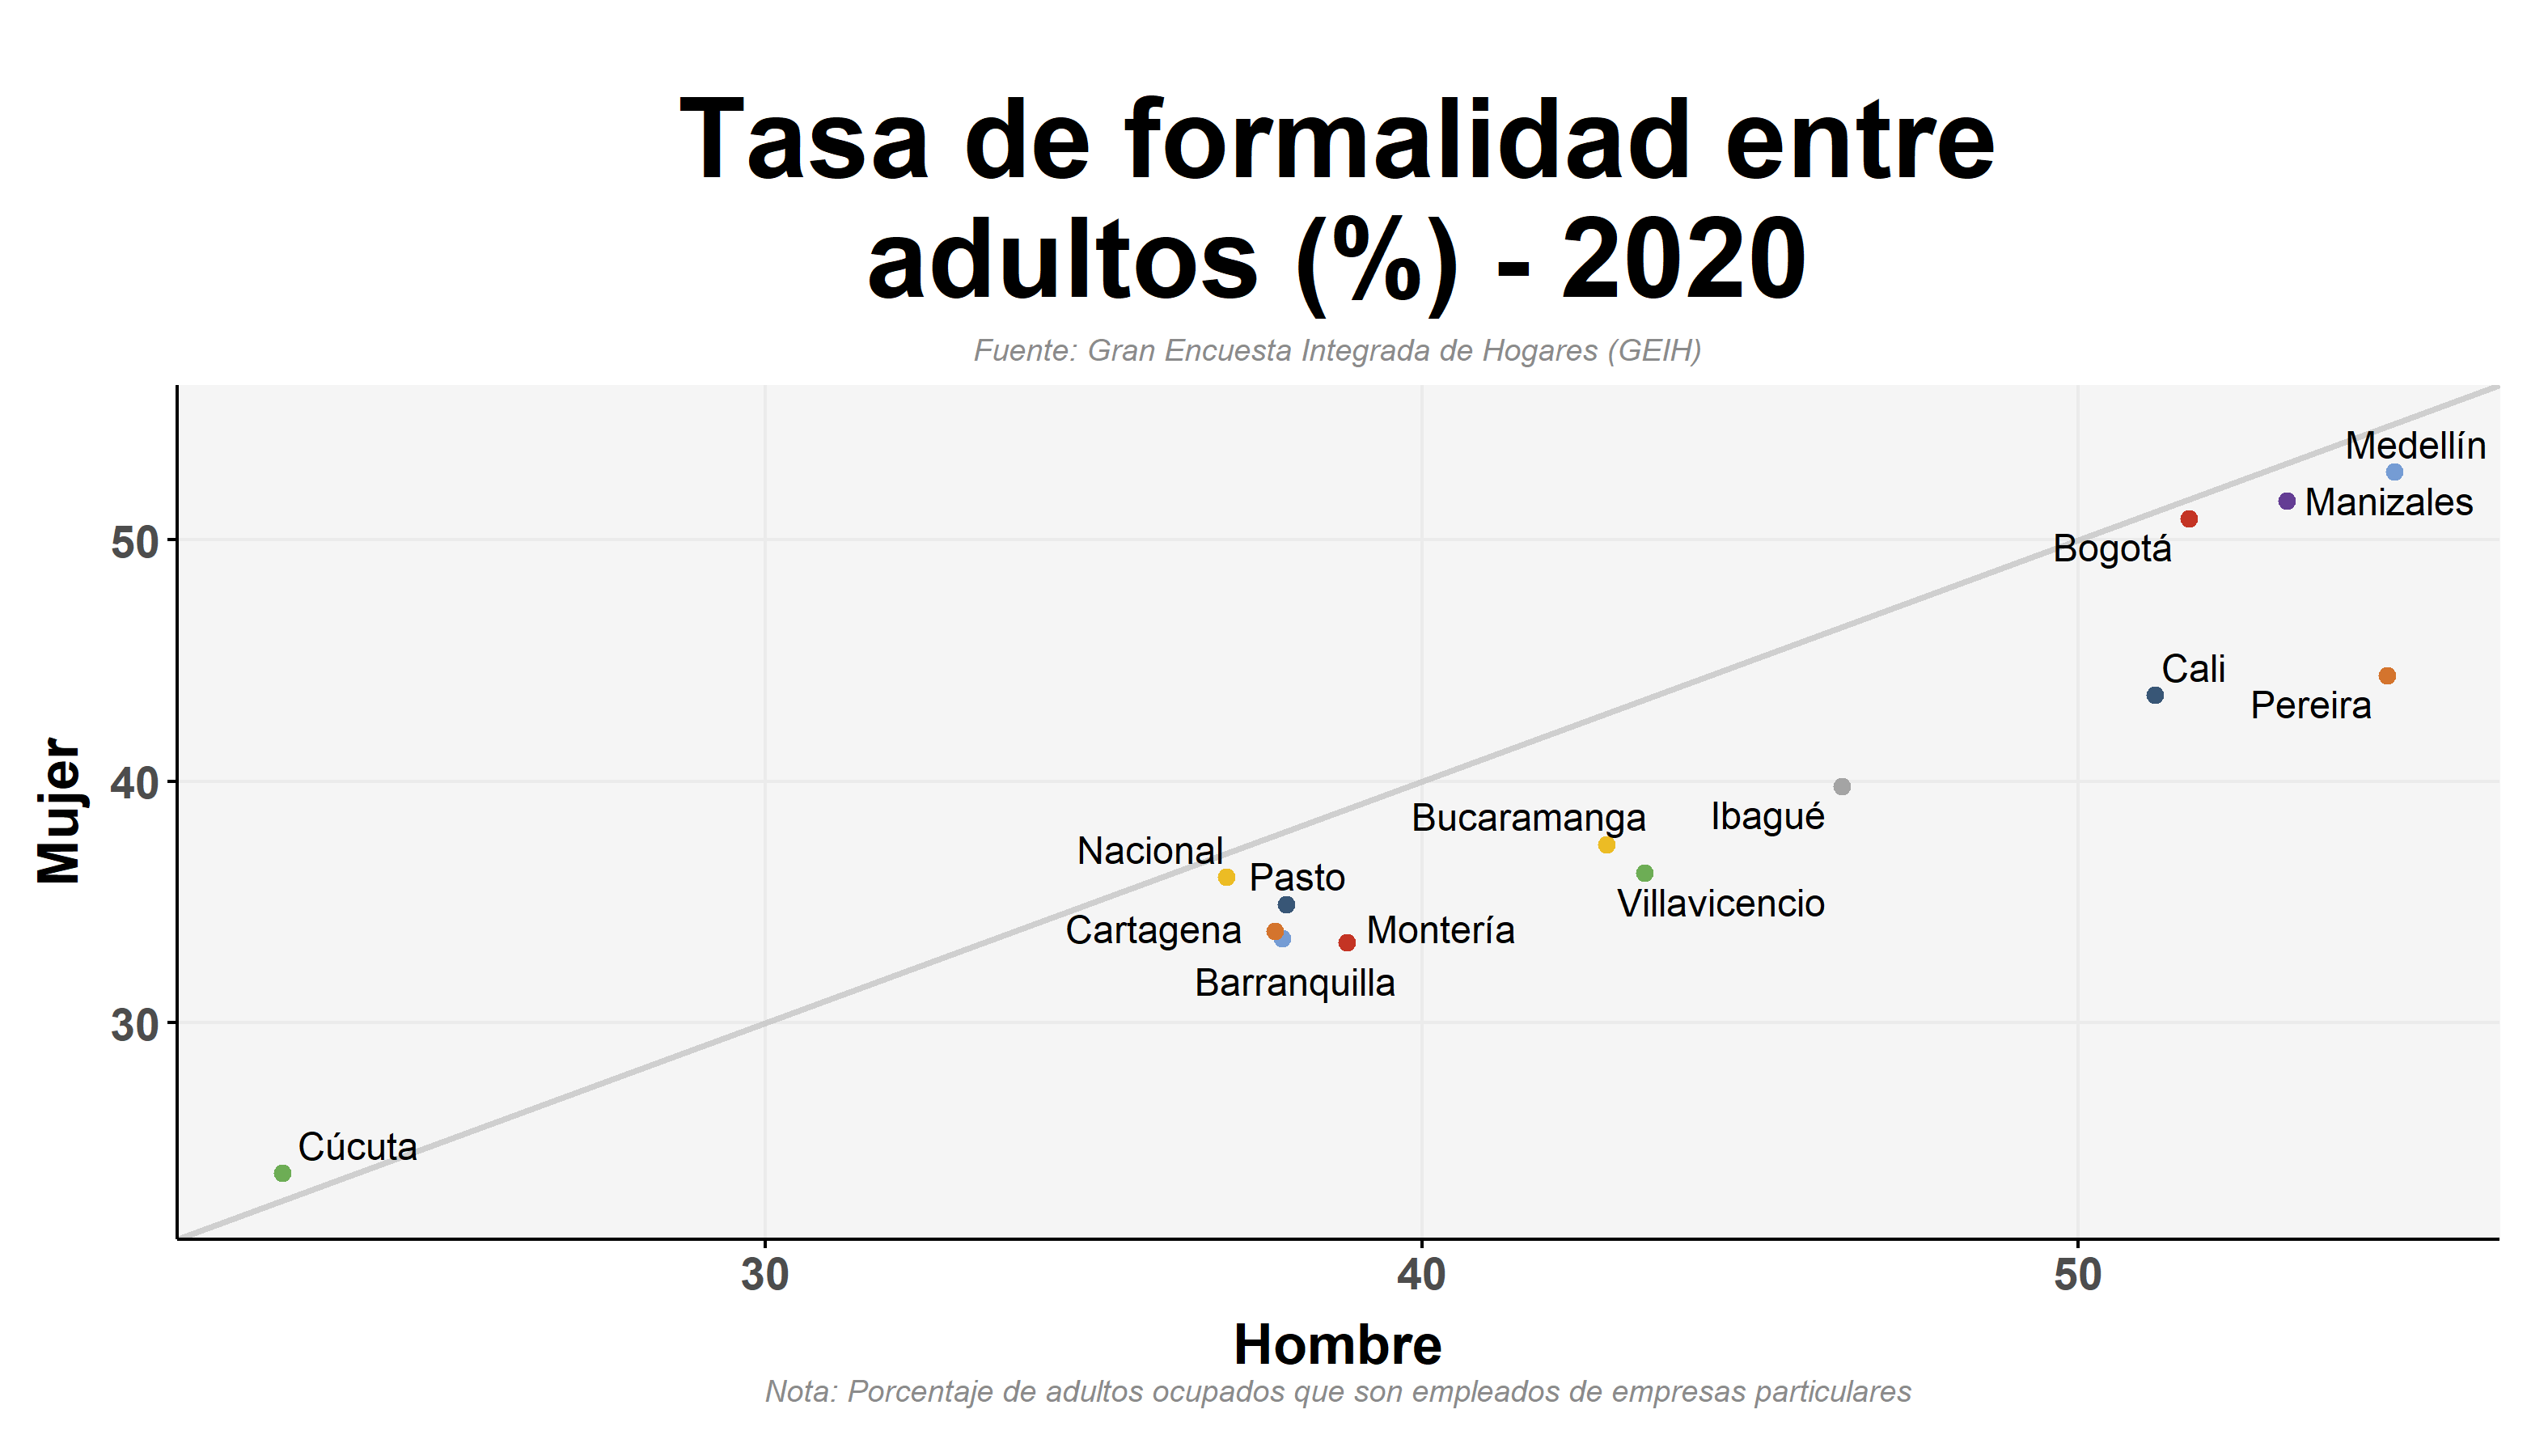 Tasa de formalidad entre
adultos (%) - 2020
Fuente: Gran Encuesta Integrada de Hogares (GEIH)
Medellín
Manizales
50
Bogotá
Cali
Pereira
Mujer
40
Bucaramanga
Ibagué
Nacional
Pasto
Villavicencio
Cartagena
Montería
Barranquilla
30
Cúcuta
30
40
50
Hombre
Nota: Porcentaje de adultos ocupados que son empleados de empresas particulares